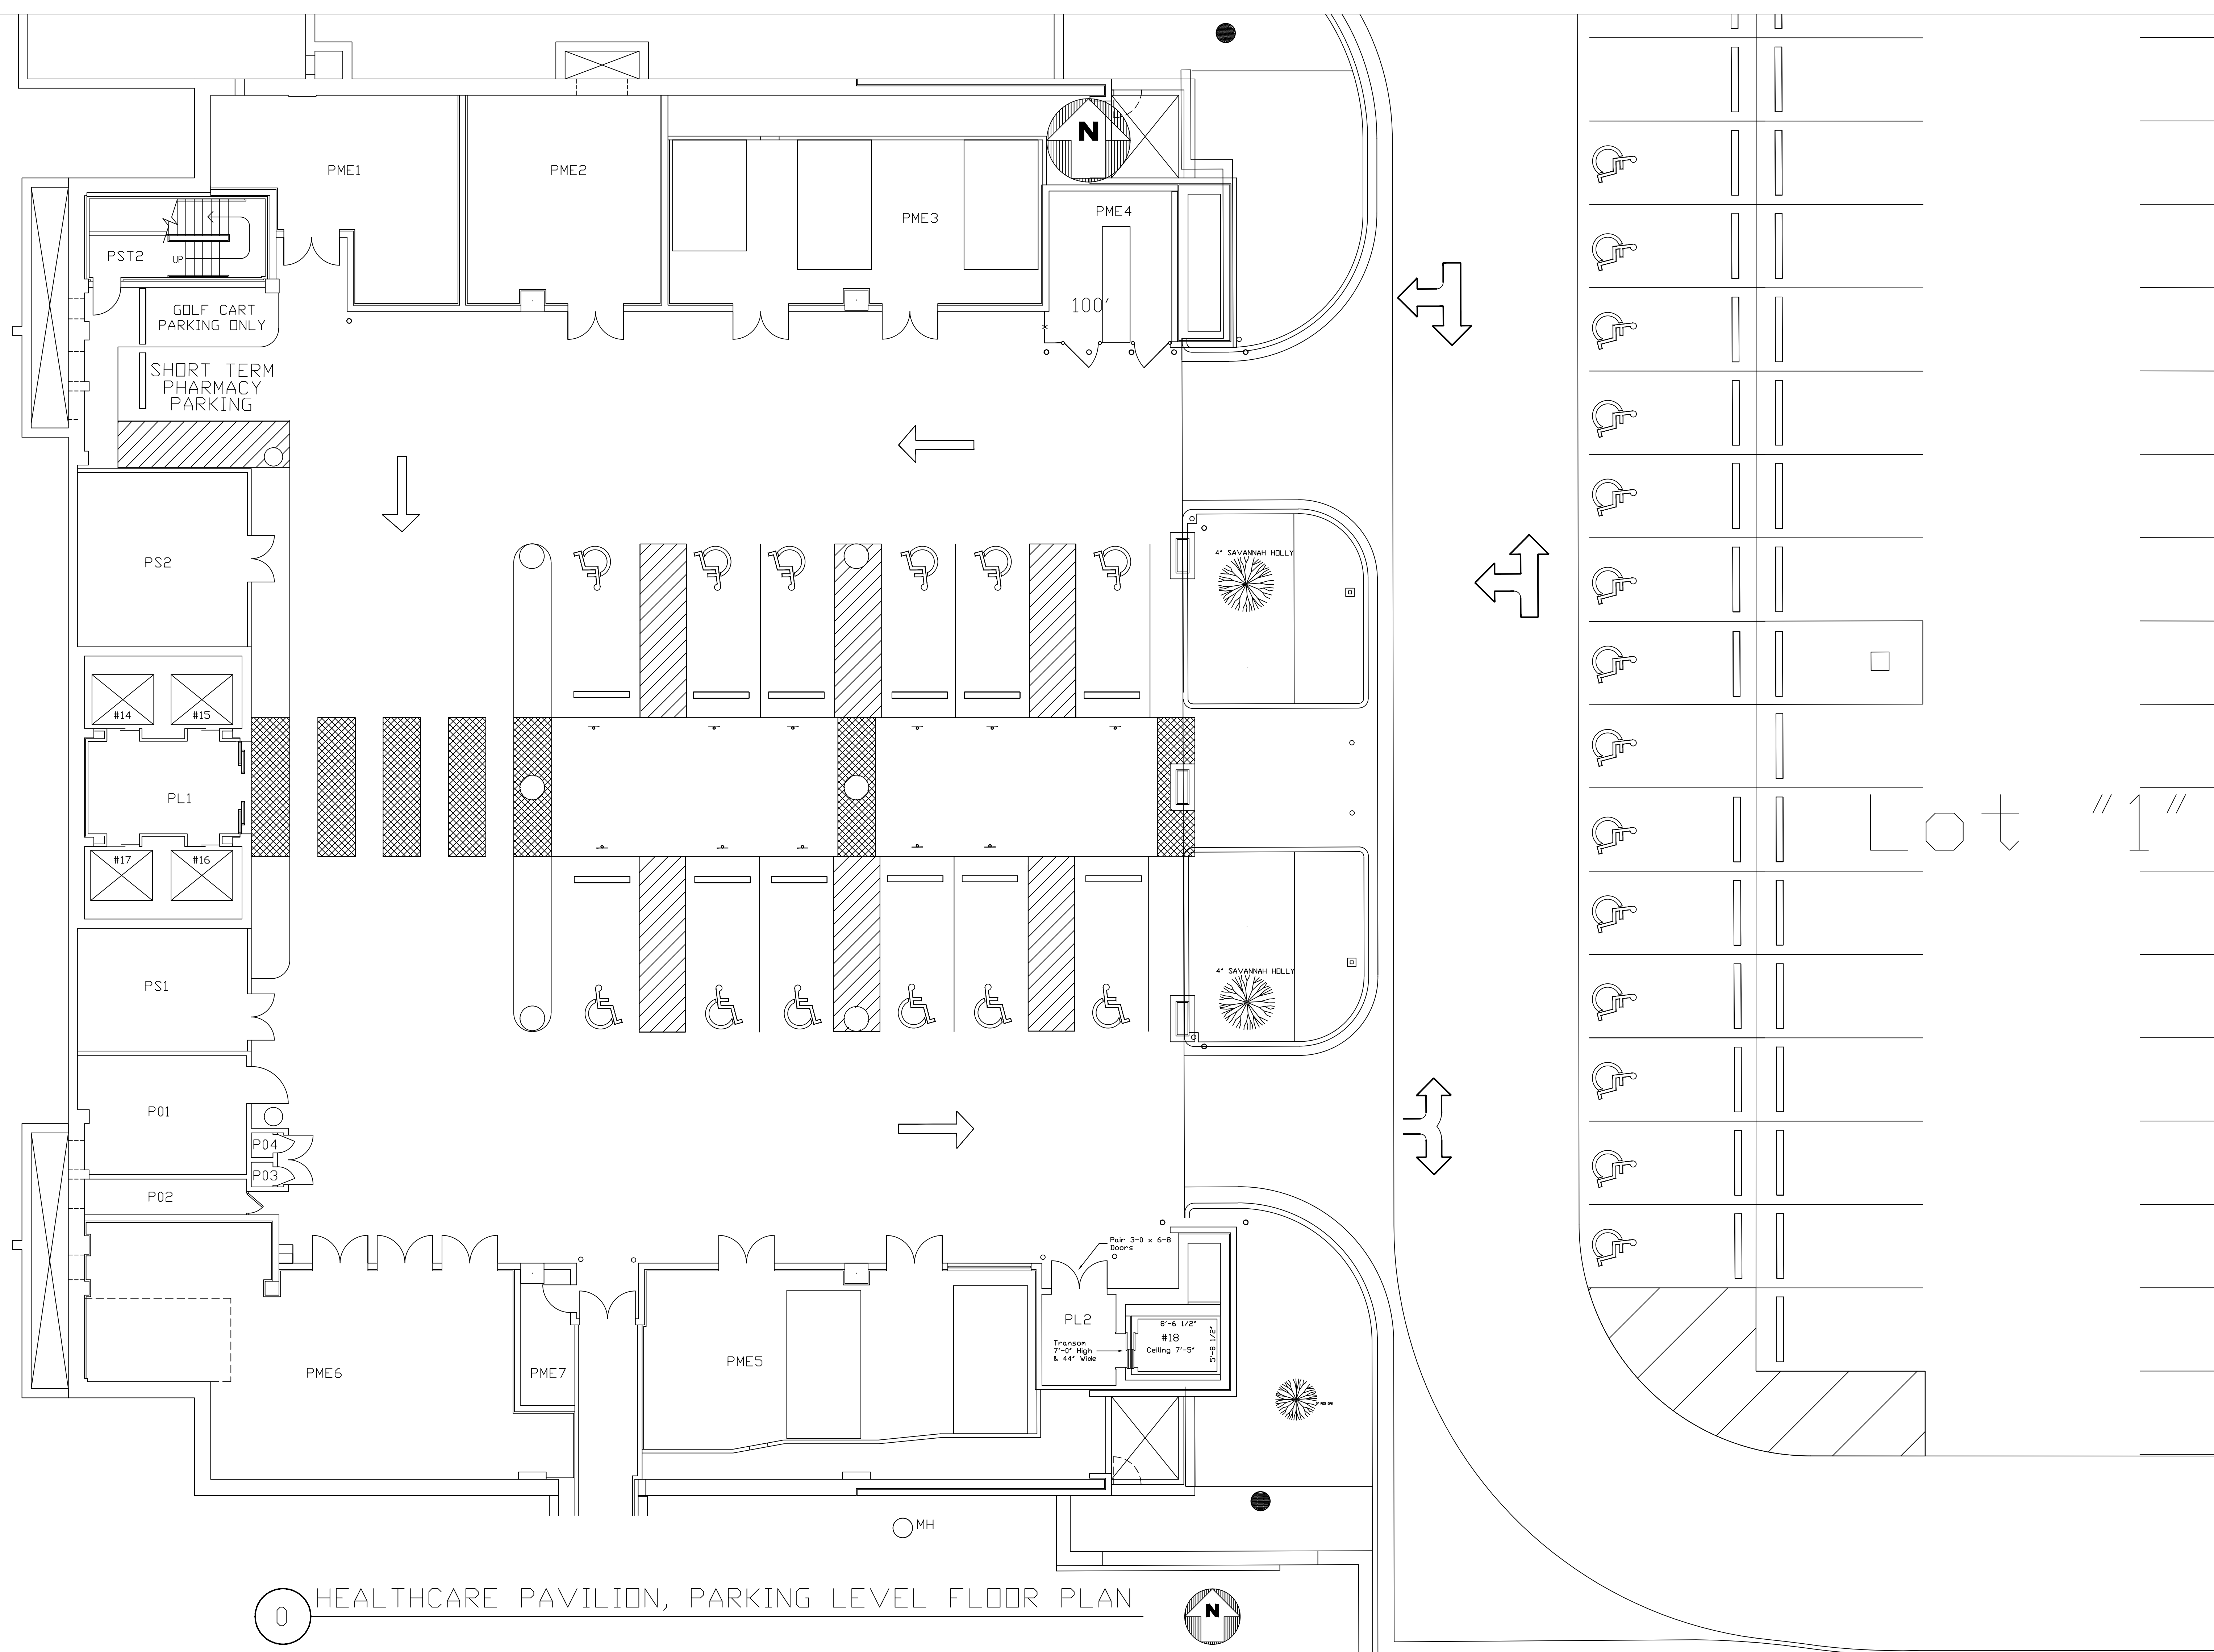 N
PME1
PME2
PME3
PME4
PST2
UP
100'
GOLF CART
PARKING ONLY
SHORT TERM
PHARMACY
PARKING
PS2
4" SAVANNAH HOLLY
#14
#15
PL1
Lot "1"
#17
#16
4" SAVANNAH HOLLY
PS1
P01
P04
P03
P02
Pair 3-0 x 6-8
Doors
PL2
8'-6 1/2"
#18
Ceiling 7'-5"
5'-8 1/2"
Transom
7'-0" High
& 44" Wide
PME6
PME7
PME5
MH
0
HEALTHCARE PAVILION, PARKING LEVEL FLOOR PLAN
N